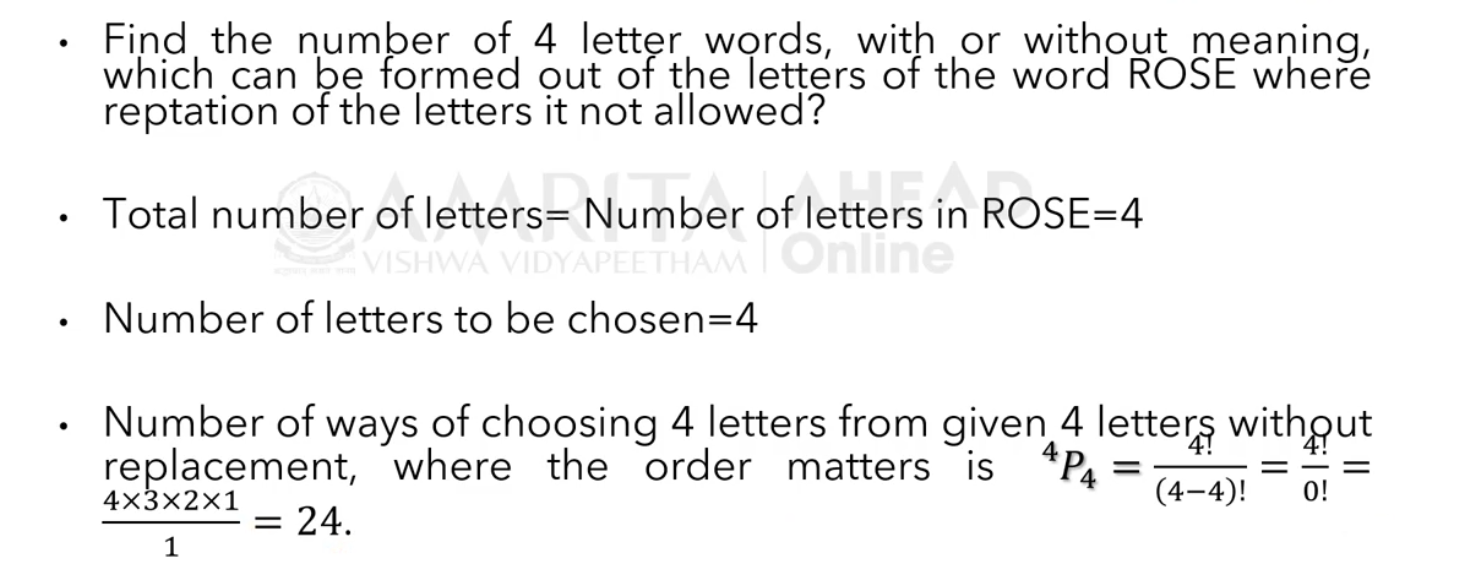 • Find the number of 4 letter words, with or without meaning,
which can be formed out of the letters of the word ROSE where
reptation of the letters it not allowed?
AMRITA | AHEAD
VISHWA VIDYAPEETHAM | Online
• Total number of letters= Number of letters in ROSE=4
• Number of letters to be chosen=4
• Number of ways of choosing 4 letters from given 4 letters without
replacement, where the order matters is ⁴P₄ = 4!/(4−4)! = 4!/0! =
4×3×2×1/1 = 24.